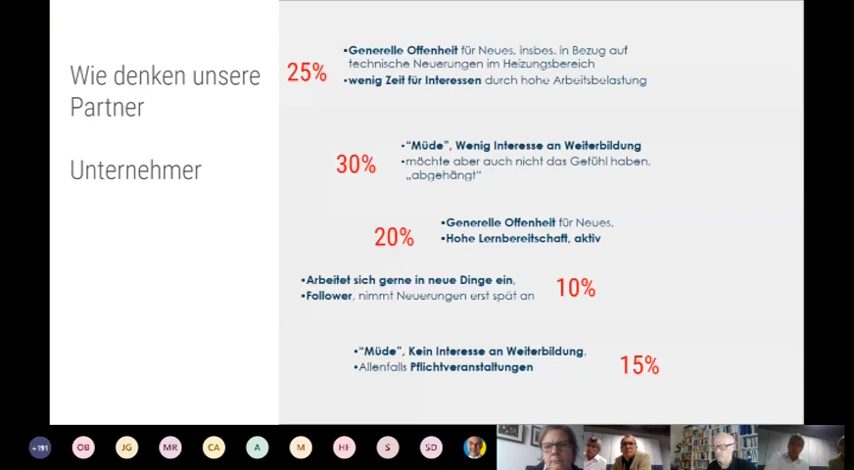 Wie denken unsere
Partner
Unternehmer
25%
▪Generelle Offenheit für Neues, insbes. in Bezug auf
technische Neuerungen im Heizungsbereich
▪wenig Zeit für Interessen durch hohe Arbeitsbelastung
30%
▪“Müde”, Wenig Interesse an Weiterbildung
▪möchte aber auch nicht das Gefühl haben,
„abgehängt“
20%
▪Generelle Offenheit für Neues,
▪Hohe Lernbereitschaft, aktiv
▪Arbeitet sich gerne in neue Dinge ein,
▪Follower, nimmt Neuerungen erst spät an
10%
▪“Müde”, Kein Interesse an Weiterbildung,
▪Allenfalls Pflichtveranstaltungen
15%
+191 OB JG MR CA A M HF S SD